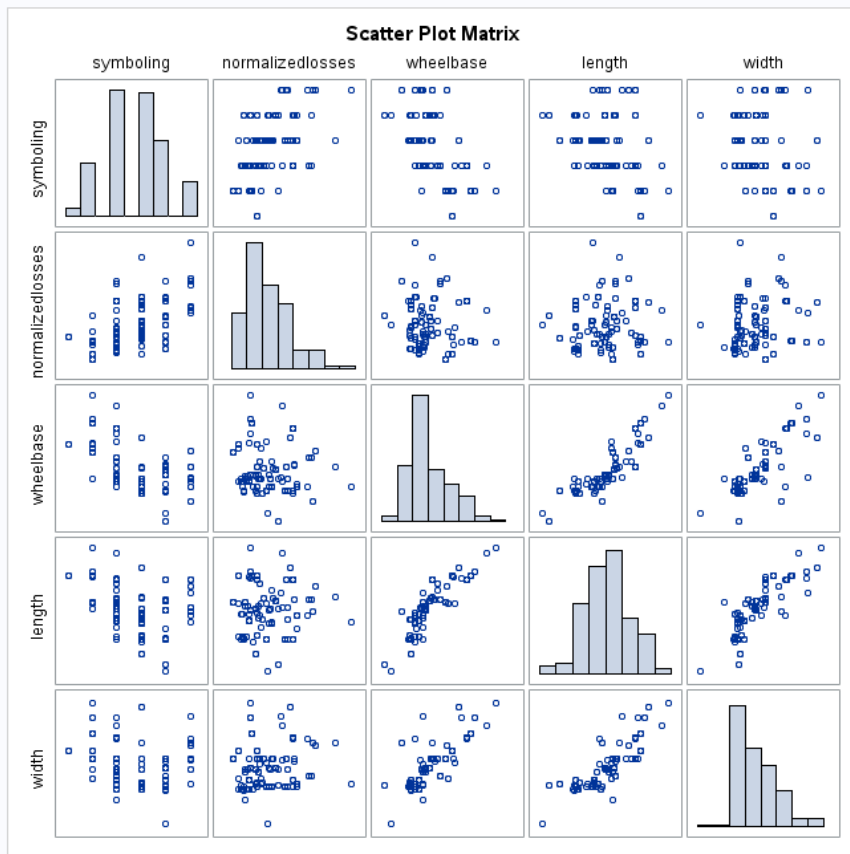 Scatter Plot Matrix
symboling normalizedlosses wheelbase length width
symboling
normalizedlosses
wheelbase
length
width